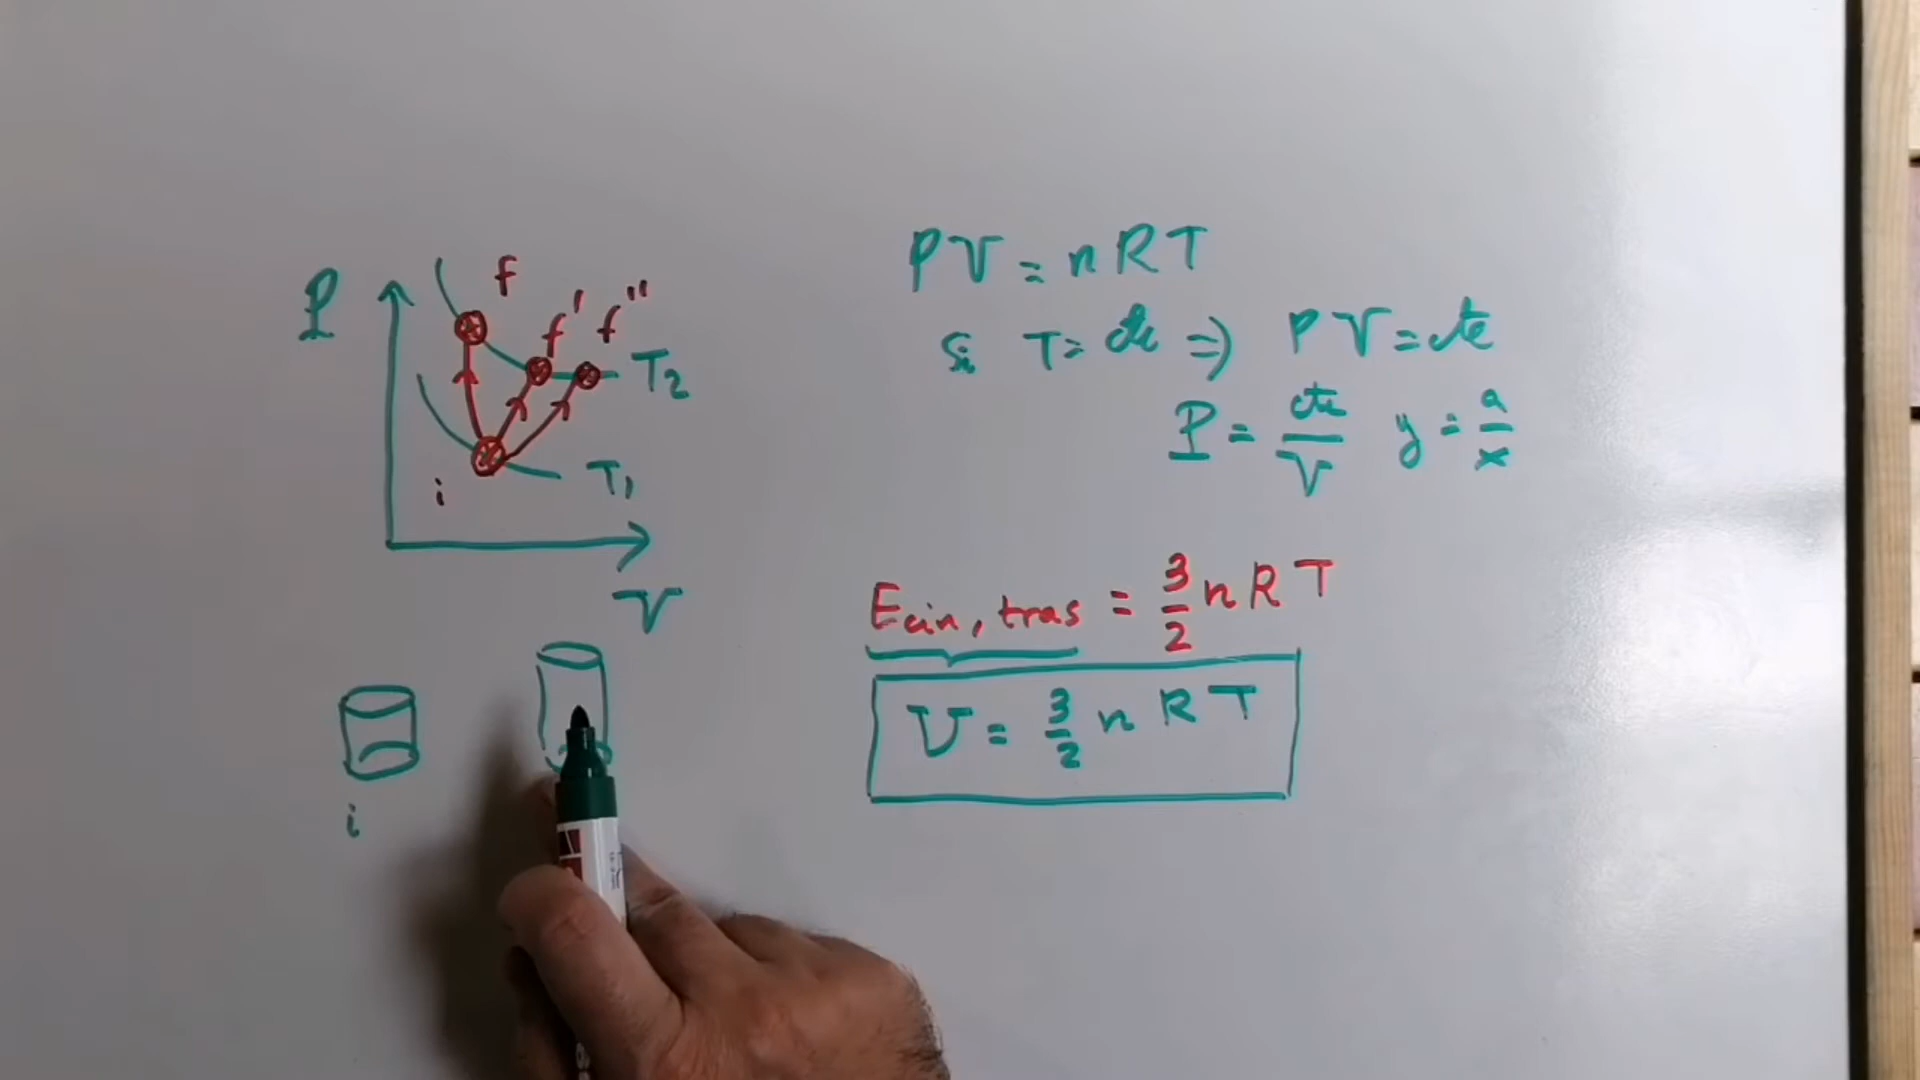 P
f
f'
f''
T₂
i
T₁
V
i
PV = nRT
Si T = cte ⇒ PV = cte
P = cte/V y = a/x
Ecin, tras = 3/2 nRT
U = 3/2 nRT